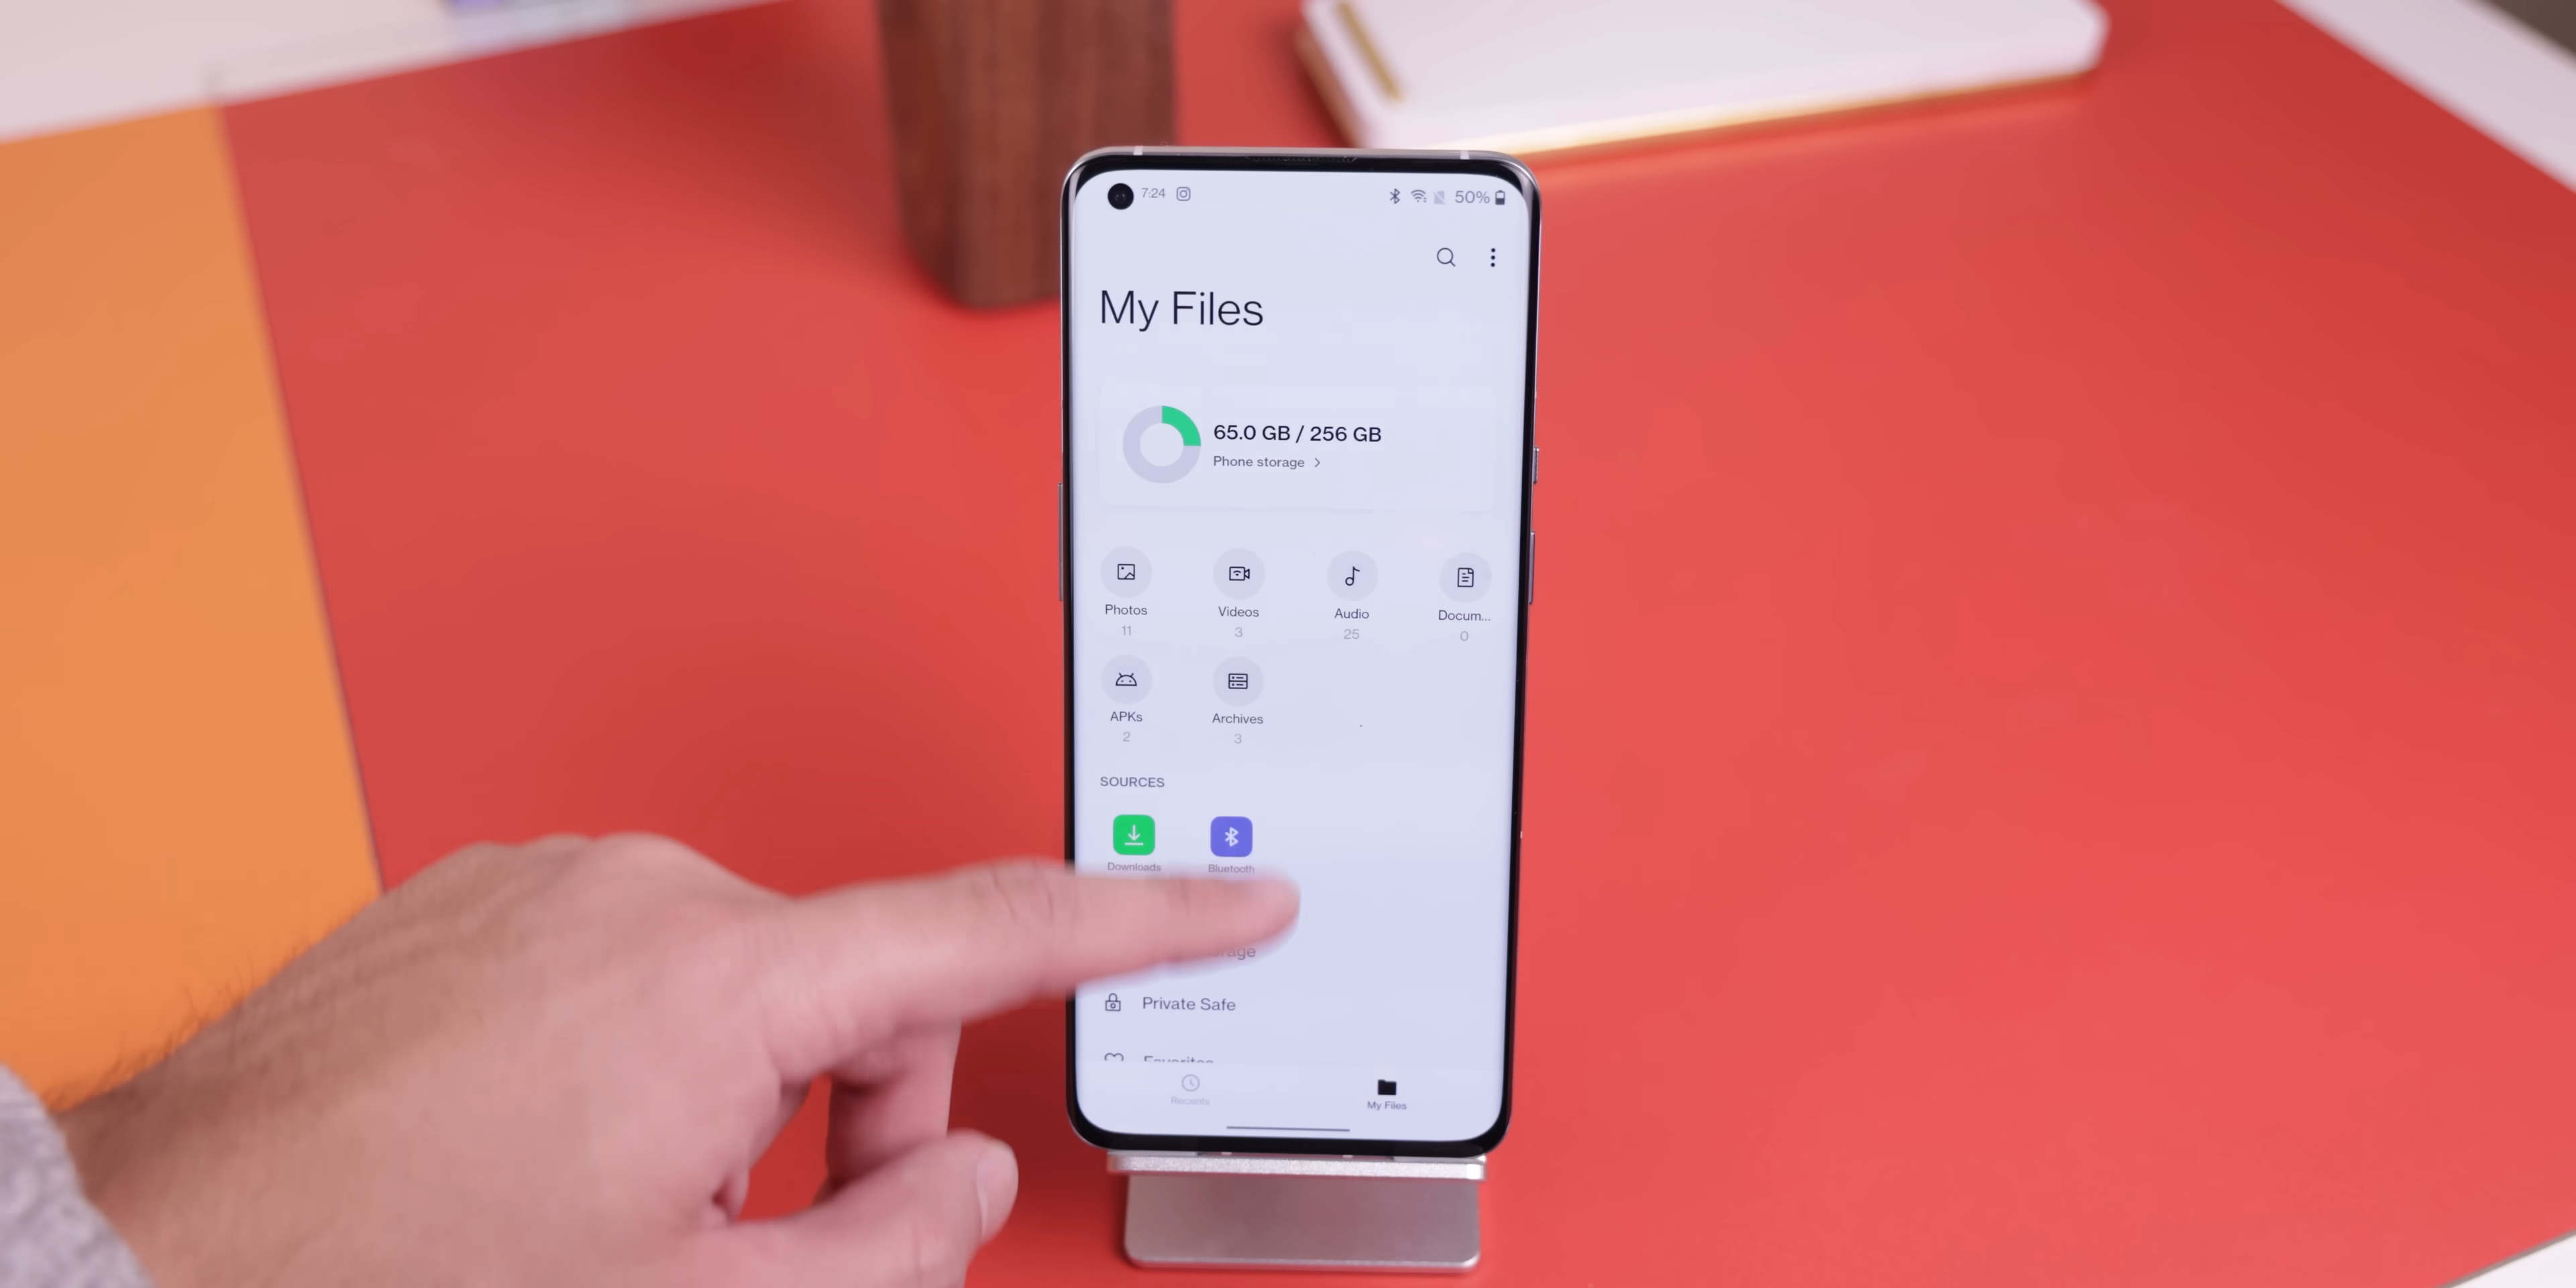 7:24 50%
My Files
65.0 GB / 256 GB
Phone storage >
Photos Videos Audio Docum...
11 3 25 0
APKs Archives
2 3
SOURCES
Downloads Bluetooth
Private Safe
Favorites
Recents My Files